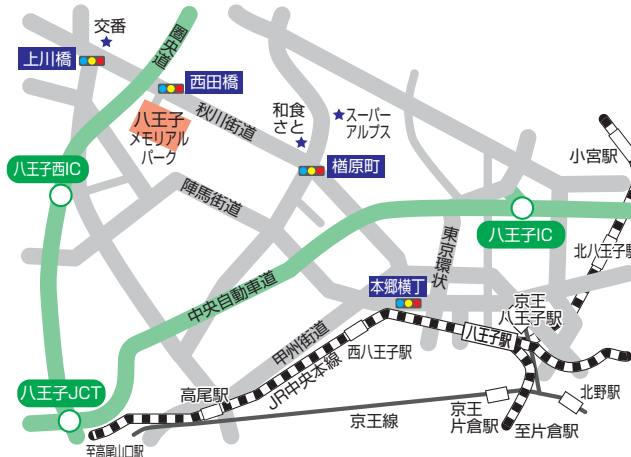 交番
上川橋
圏央道
西田橋
秋川街道
和食
さと
スーパー
アルプス
八王子
メモリアル
パーク
楢原町
小宮駅
八王子西IC
陣馬街道
八王子IC
東京環状
北八王子駅
中央自動車道
本郷横丁
京王
八王子駅
八王子駅
甲州街道
西八王子駅
JR中央本線
八王子JCT
高尾駅
京王線
京王
片倉駅
北野駅
至片倉駅
至高尾山口駅